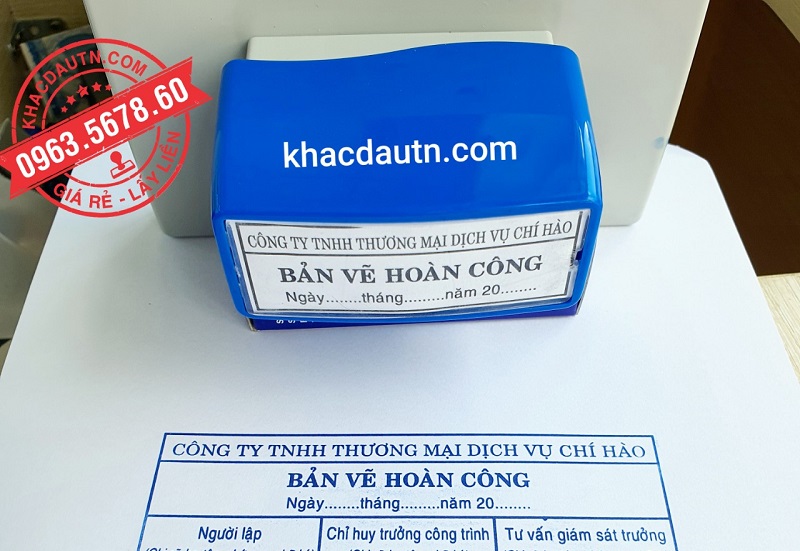 KHACDAUTN.COM
0963.5678.60
GIÁ RẺ - LẤY LIỀN
khacdautn.com
CÔNG TY TNHH THƯƠNG MẠI DỊCH VỤ CHÍ HÀO
BẢN VẼ HOÀN CÔNG
Ngày........tháng.........năm 20........
CÔNG TY TNHH THƯƠNG MẠI DỊCH VỤ CHÍ HÀO
BẢN VẼ HOÀN CÔNG
Ngày........tháng.........năm 20........
Người lập
Chỉ huy trưởng công trình
Tư vấn giám sát trưởng